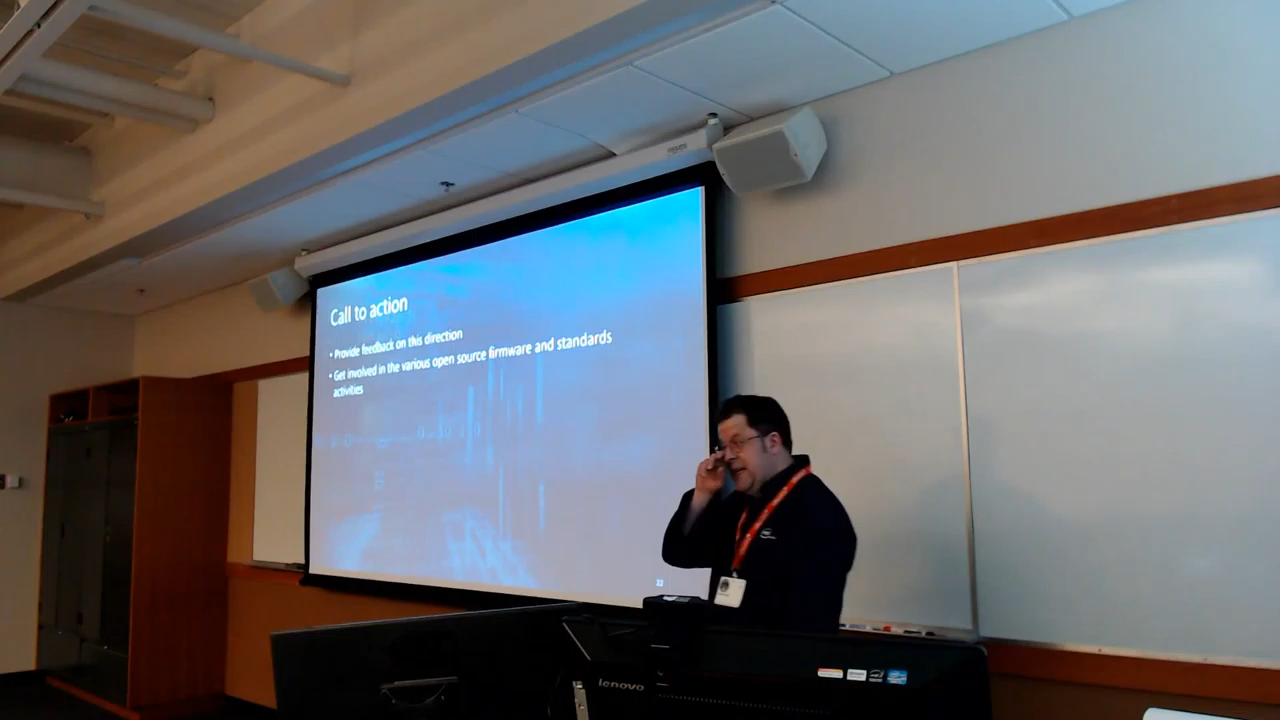 Call to action
• Provide feedback on this direction
• Get involved in the various open source firmware and standards
activities
22
lenovo